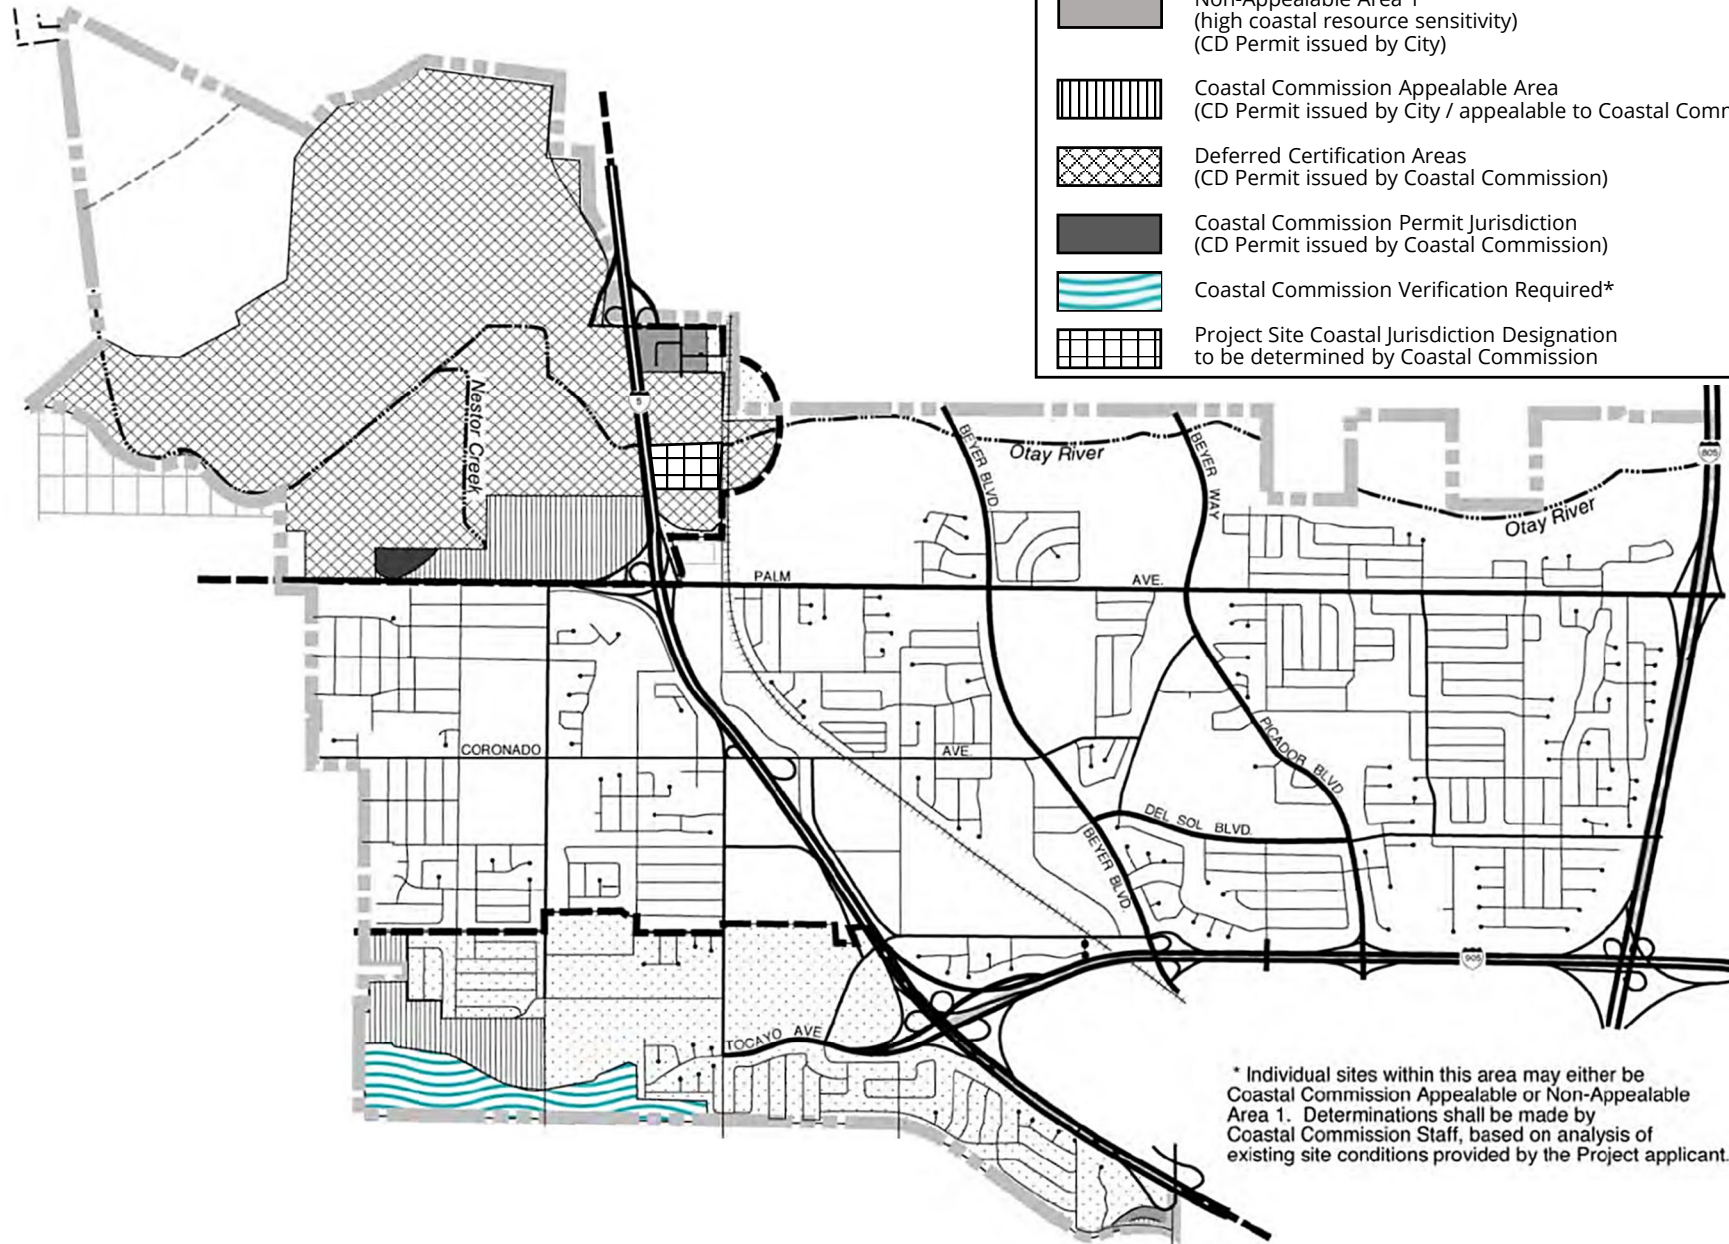 Non-Appealable Area 1
(high coastal resource sensitivity)
(CD Permit issued by City)
Coastal Commission Appealable Area
(CD Permit issued by City / appealable to Coastal Comm
Deferred Certification Areas
(CD Permit issued by Coastal Commission)
Coastal Commission Permit Jurisdiction
(CD Permit issued by Coastal Commission)
Coastal Commission Verification Required*
Project Site Coastal Jurisdiction Designation
to be determined by Coastal Commission
Nestor Creek
5
BEYER BLVD.
Otay River
BEYER WAY
805
Otay River
PALM AVE.
CORONADO AVE.
PICADOR BLVD.
DEL SOL BLVD.
BEYER BLVD.
905
TOCAYO AVE
* Individual sites within this area may either be
Coastal Commission Appealable or Non-Appealable
Area 1. Determinations shall be made by
Coastal Commission Staff, based on analysis of
existing site conditions provided by the Project applicant.